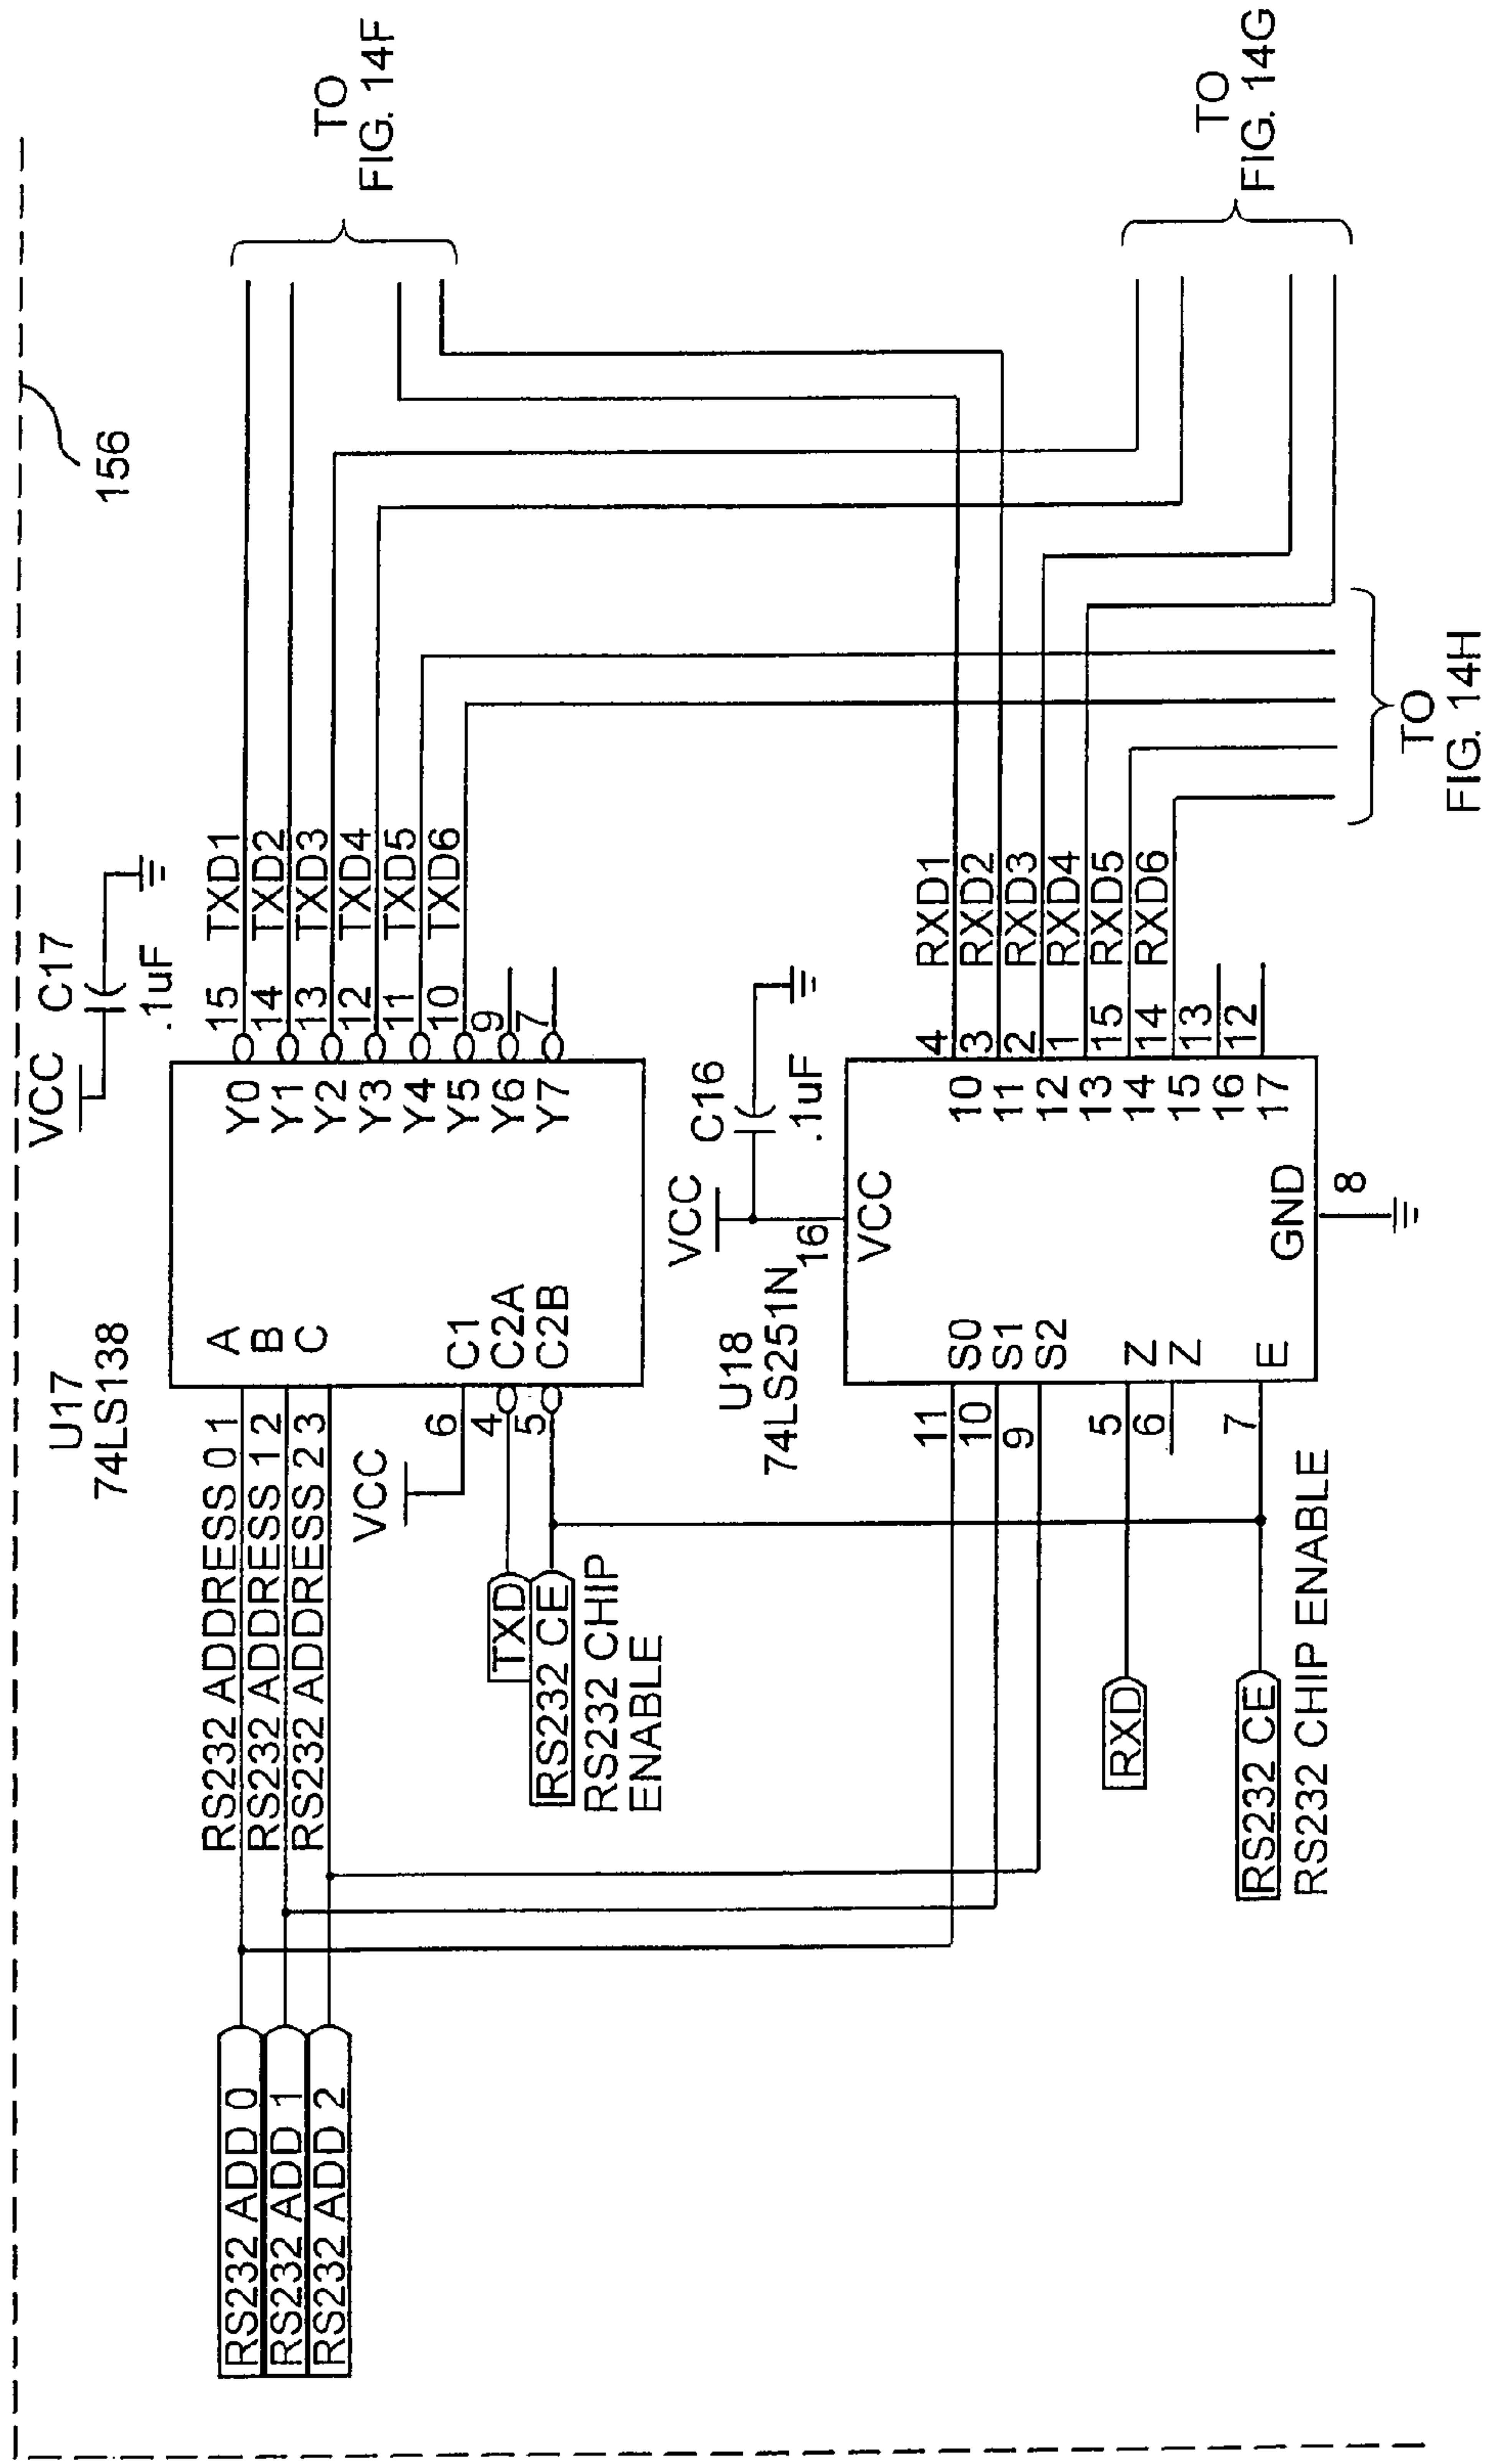 156
VCC
C17
.1uF
U17
74LS138
RS232 ADD 0
RS232 ADD 1
RS232 ADD 2
RS232 ADDRESS 0 1
RS232 ADDRESS 1 2
RS232 ADDRESS 2 3
A
B
C
VCC
6
4
5
C1
C2A
C2B
TXD
RS232 CE
RS232 CHIP
ENABLE
Y0
Y1
Y2
Y3
Y4
Y5
Y6
Y7
15 TXD1
14 TXD2
13 TXD3
12 TXD4
11 TXD5
10 TXD6
9
7
TO
FIG. 14F
VCC
C16
.1uF
U18
74LS251N
16
VCC
11
10
9
S0
S1
S2
5
6
7
Z
Z
E
RXD
RS232 CE
RS232 CHIP ENABLE
GND
8
10
11
12
13
14
15
16
17
4 RXD1
3 RXD2
2 RXD3
1 RXD4
15 RXD5
14 RXD6
13
12
TO
FIG. 14G
TO
FIG. 14H